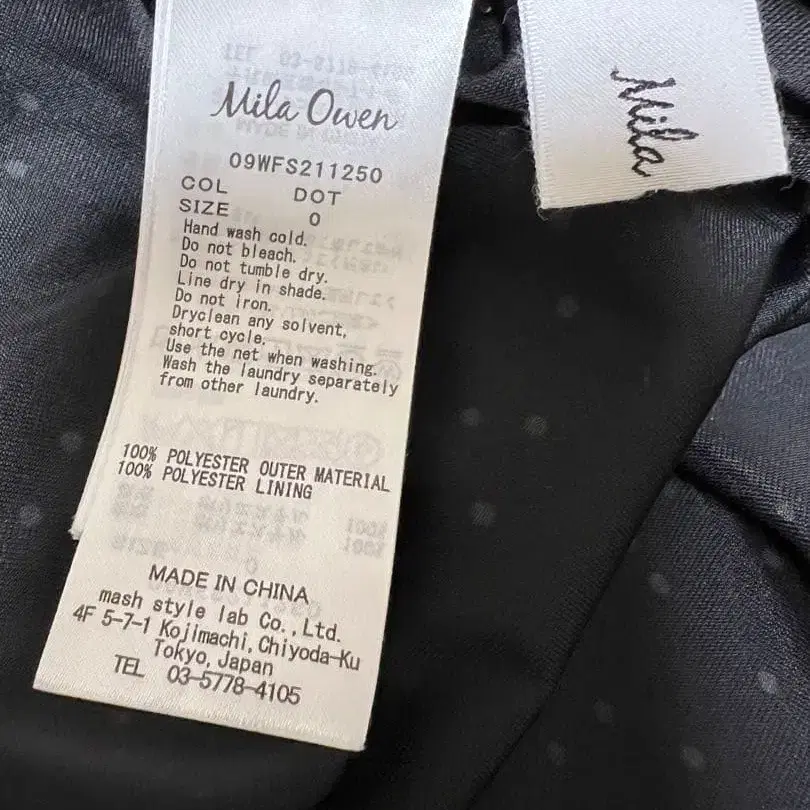 Mila Owen
09WFS211250
COL DOT
SIZE 0
Hand wash cold.
Do not bleach.
Do not tumble dry.
Line dry in shade.
Do not iron.
Dryclean any solvent,
short cycle.
Use the net when washing.
Wash the laundry separately
from other laundry.
100% POLYESTER OUTER MATERIAL
100% POLYESTER LINING
MADE IN CHINA
mash style lab Co., Ltd.
4F 5-7-1 Kojimachi, Chiyoda-Ku
Tokyo, Japan
TEL 03-5778-4105
Mila